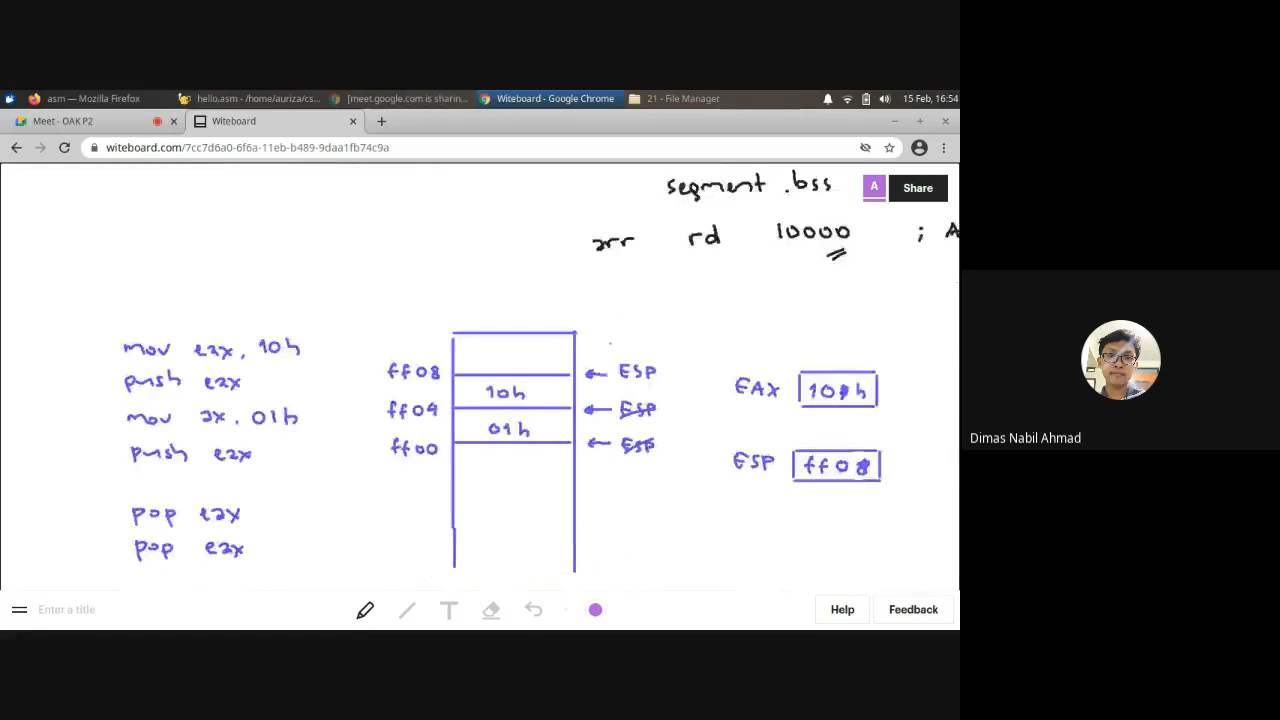 asm — Mozilla Firefox
hello.asm - /home/auriza/cs...
[meet.google.com is sharin...
Witeboard - Google Chrome
21 - File Manager
15 Feb, 16:54
Meet - OAK P2
Witeboard
witeboard.com/7cc7d6a0-6f6a-11eb-b489-9daa1fb74c9a
segment .bss
A
Share
arr rd 10000 ; A
mov eax, 10h
push eax
mov ax, 01h
push eax
pop eax
pop eax
ff08
ff04
ff00
10h
01h
← ESP
← ESP
← ESP
EAX
ESP
Dimas Nabil Ahmad
Enter a title
T
Help
Feedback